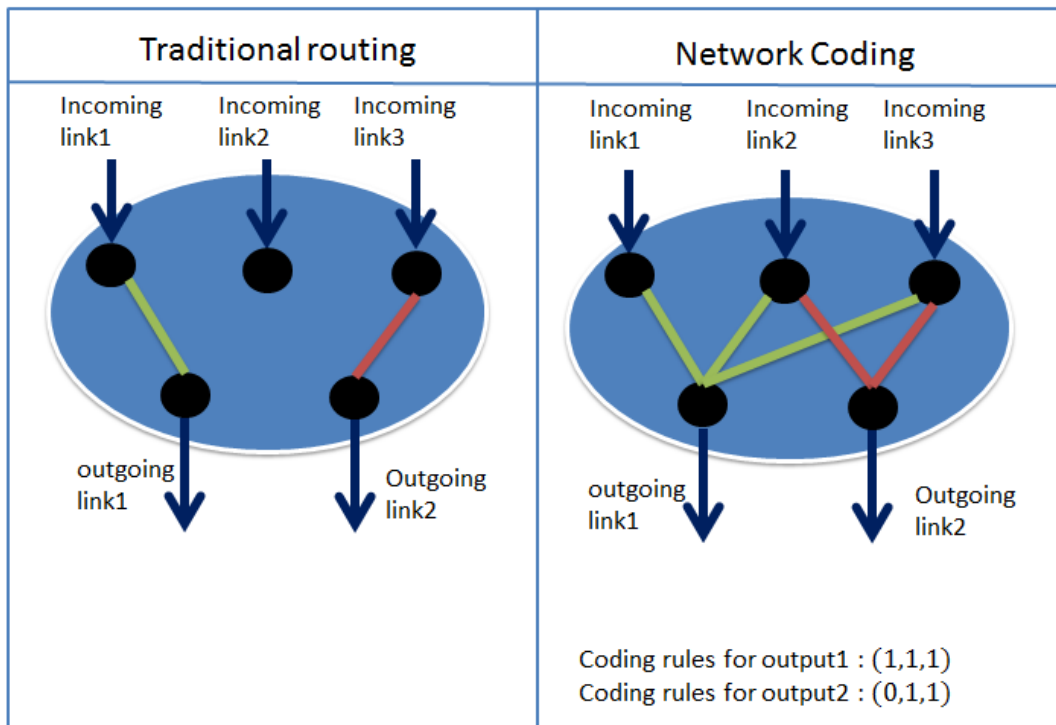 Traditional routing
Network Coding
Incoming
link1
Incoming
link2
Incoming
link3
Incoming
link1
Incoming
link2
Incoming
link3
outgoing
link1
Outgoing
link2
outgoing
link1
Outgoing
link2
Coding rules for output1 : (1,1,1)
Coding rules for output2 : (0,1,1)